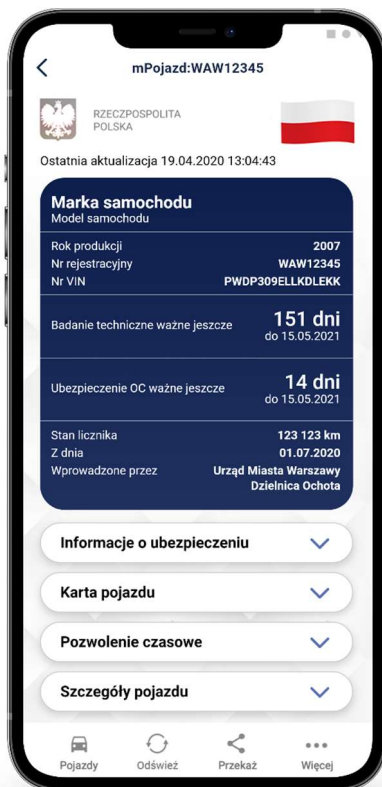 mPojazd:WAW12345
RZECZPOSPOLITA
POLSKA
Ostatnia aktualizacja 19.04.2020 13:04:43
Marka samochodu
Model samochodu
Rok produkcji 2007
Nr rejestracyjny WAW12345
Nr VIN PWDP309ELLKDLEKK
Badanie techniczne ważne jeszcze 151 dni
do 15.05.2021
Ubezpieczenie OC ważne jeszcze 14 dni
do 15.05.2021
Stan licznika 123 123 km
Z dnia 01.07.2020
Wprowadzone przez Urząd Miasta Warszawy
Dzielnica Ochota
Informacje o ubezpieczeniu
Karta pojazdu
Pozwolenie czasowe
Szczegóły pojazdu
Pojazdy Odśwież Przekaż Więcej